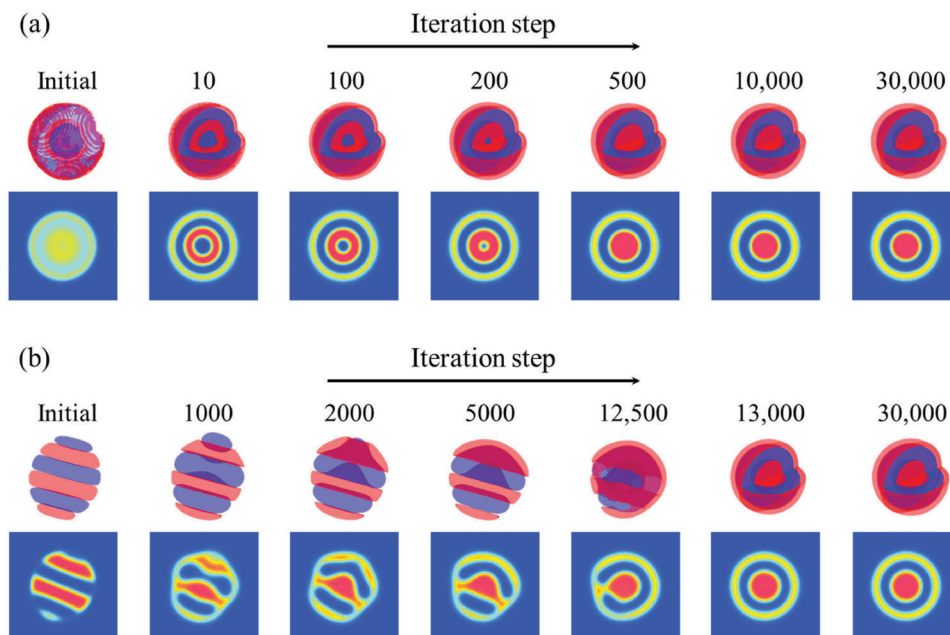 (a)
Iteration step
Initial 10 100 200 500 10,000 30,000
(b)
Iteration step
Initial 1000 2000 5000 12,500 13,000 30,000